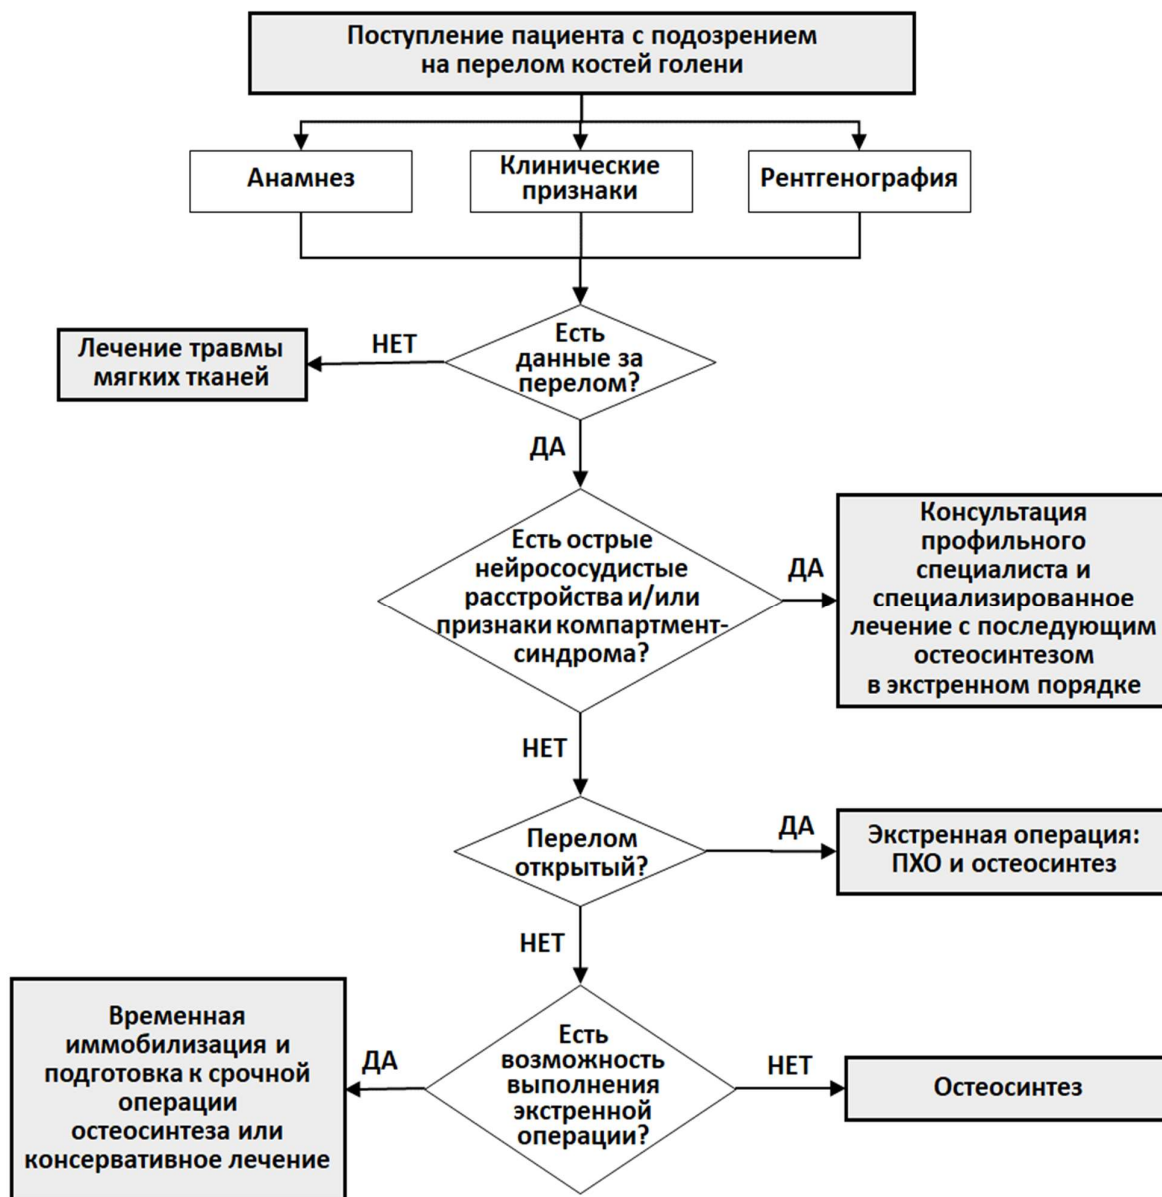 Поступление пациента с подозрением
на перелом костей голени
Анамнез
Клинические
признаки
Рентгенография
Есть
данные за
перелом?
НЕТ
Лечение травмы
мягких тканей
ДА
Есть острые
нейрососудистые
расстройства и/или
признаки компартмент-
синдрома?
ДА
Консультация
профильного
специалиста и
специализированное
лечение с последующим
остеосинтезом
в экстренном порядке
НЕТ
Перелом
открытый?
ДА
Экстренная операция:
ПХО и остеосинтез
НЕТ
Есть
возможность
выполнения
экстренной
операции?
ДА
Временная
иммобилизация и
подготовка к срочной
операции
остеосинтеза или
консервативное лечение
НЕТ
Остеосинтез